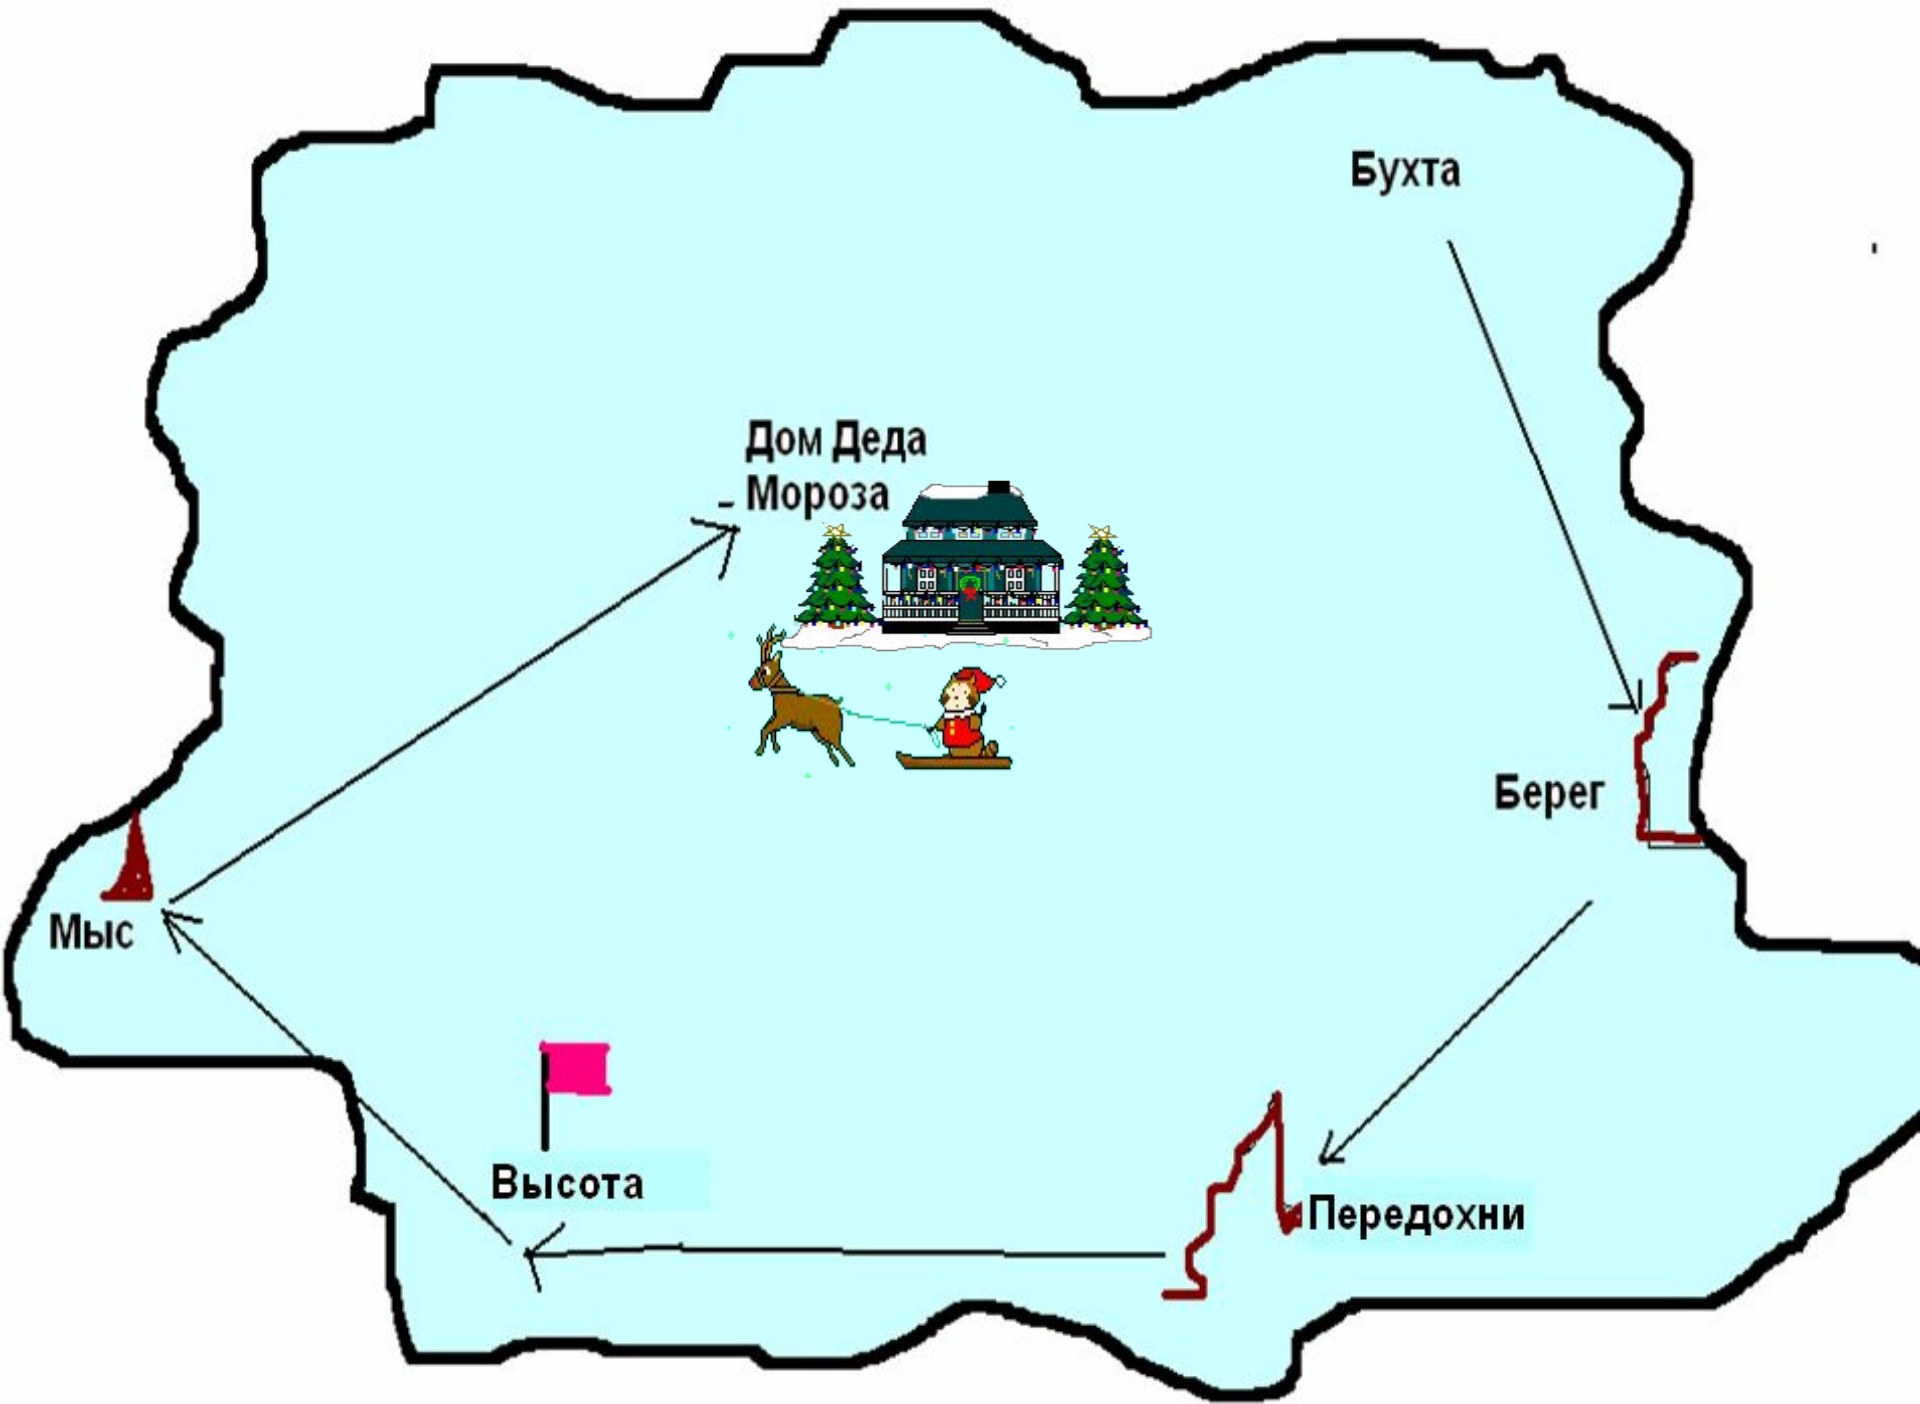 Бухта
Дом Деда
- Мороза
Берег
Мыс
Высота
Передохни